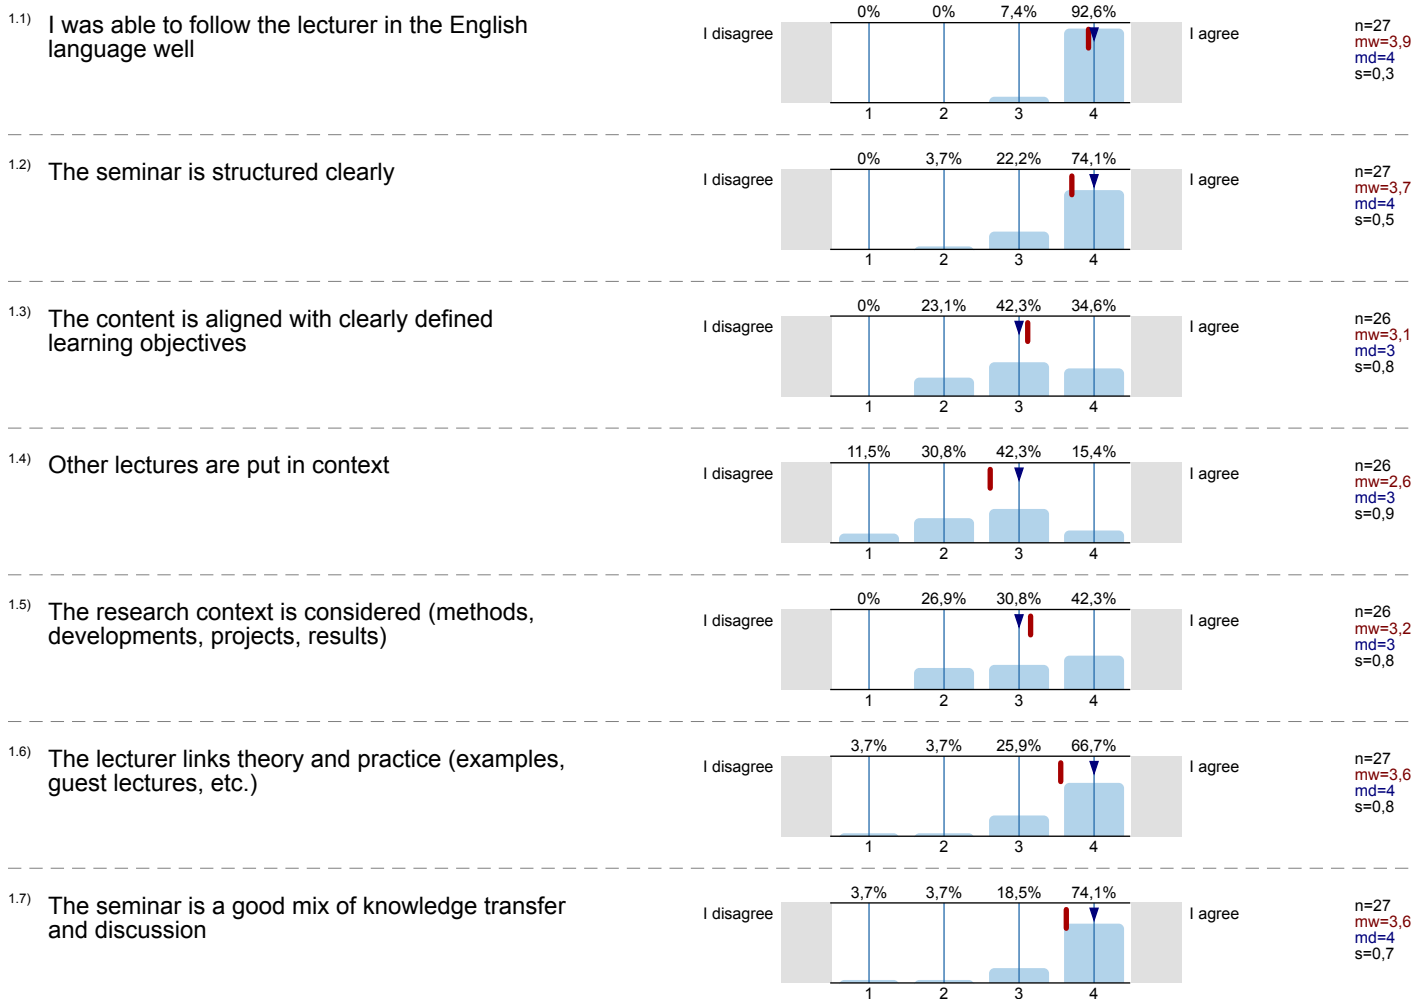 1.1) I was able to follow the lecturer in the English
language well
0% 0% 7,4% 92,6%
I disagree I agree
1 2 3 4
n=27
mw=3,9
md=4
s=0,3
1.2) The seminar is structured clearly
0% 3,7% 22,2% 74,1%
I disagree I agree
1 2 3 4
n=27
mw=3,7
md=4
s=0,5
1.3) The content is aligned with clearly defined
learning objectives
0% 23,1% 42,3% 34,6%
I disagree I agree
1 2 3 4
n=26
mw=3,1
md=3
s=0,8
1.4) Other lectures are put in context
11,5% 30,8% 42,3% 15,4%
I disagree I agree
1 2 3 4
n=26
mw=2,6
md=3
s=0,9
1.5) The research context is considered (methods,
developments, projects, results)
0% 26,9% 30,8% 42,3%
I disagree I agree
1 2 3 4
n=26
mw=3,2
md=3
s=0,8
1.6) The lecturer links theory and practice (examples,
guest lectures, etc.)
3,7% 3,7% 25,9% 66,7%
I disagree I agree
1 2 3 4
n=27
mw=3,6
md=4
s=0,8
1.7) The seminar is a good mix of knowledge transfer
and discussion
3,7% 3,7% 18,5% 74,1%
I disagree I agree
1 2 3 4
n=27
mw=3,6
md=4
s=0,7